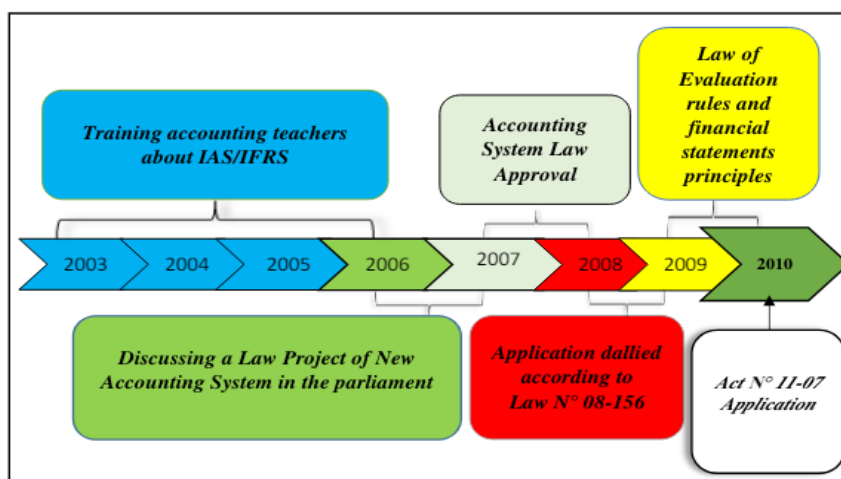 Training accounting teachers
about IAS/IFRS
Accounting
System Law
Approval
Law of
Evaluation
rules and
financial
statements
principles
2003
2004
2005
2006
2007
2008
2009
2010
Discussing a Law Project of New
Accounting System in the parliament
Application dallied
according to
Law N° 08-156
Act N° 11-07
Application